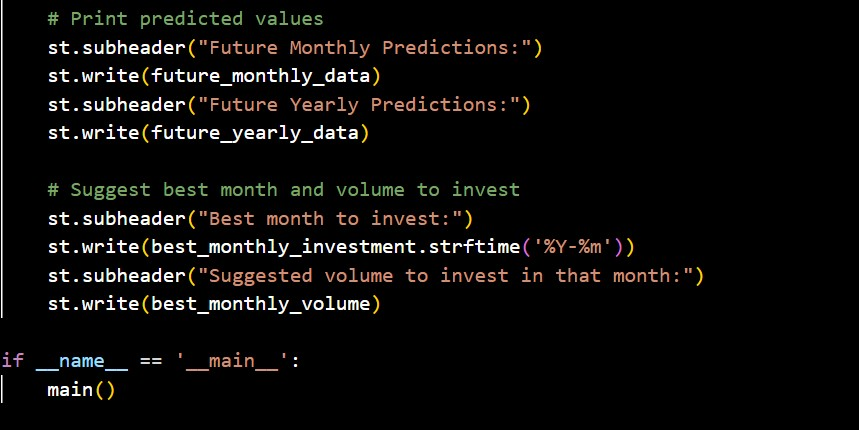 # Print predicted values
    st.subheader("Future Monthly Predictions:")
    st.write(future_monthly_data)
    st.subheader("Future Yearly Predictions:")
    st.write(future_yearly_data)

    # Suggest best month and volume to invest
    st.subheader("Best month to invest:")
    st.write(best_monthly_investment.strftime('%Y-%m'))
    st.subheader("Suggested volume to invest in that month:")
    st.write(best_monthly_volume)

if __name__ == '__main__':
    main()